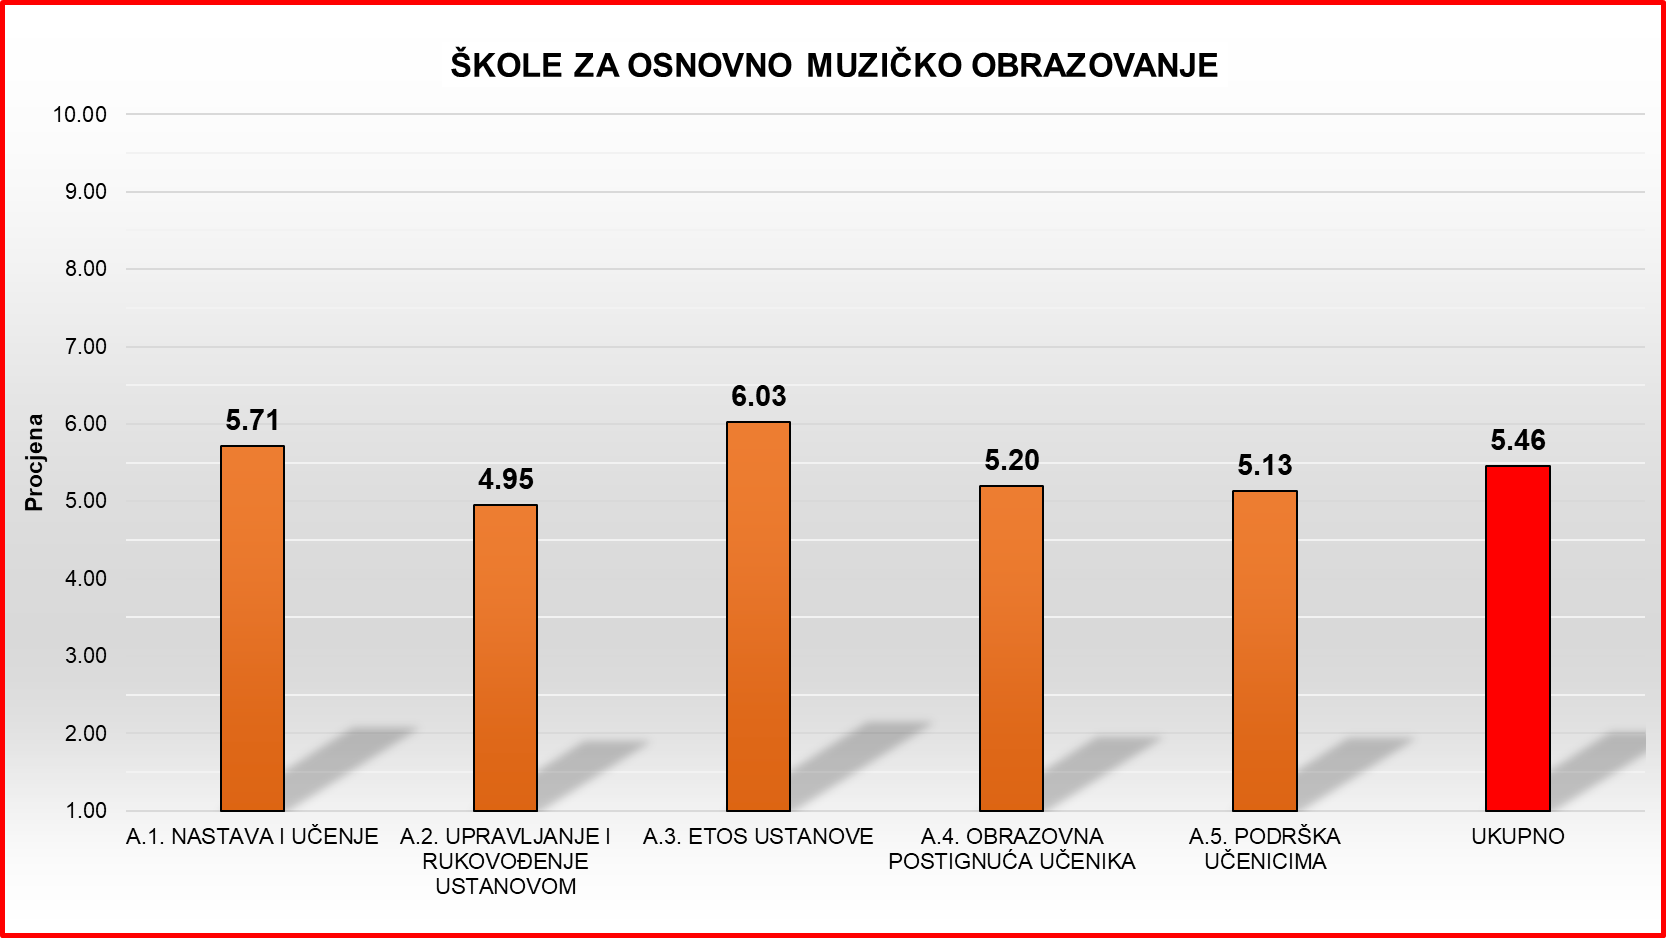 ŠKOLE ZA OSNOVNO MUZIČKO OBRAZOVANJE
Procjena
10.00
9.00
8.00
7.00
6.00
5.00
4.00
3.00
2.00
1.00
5.71
4.95
6.03
5.20
5.13
5.46
A.1. NASTAVA I UČENJE
A.2. UPRAVLJANJE I
RUKOVOĐENJE
USTANOVOM
A.3. ETOS USTANOVE
A.4. OBRAZOVNA
POSTIGNUĆA UČENIKA
A.5. PODRŠKA
UČENICIMA
UKUPNO